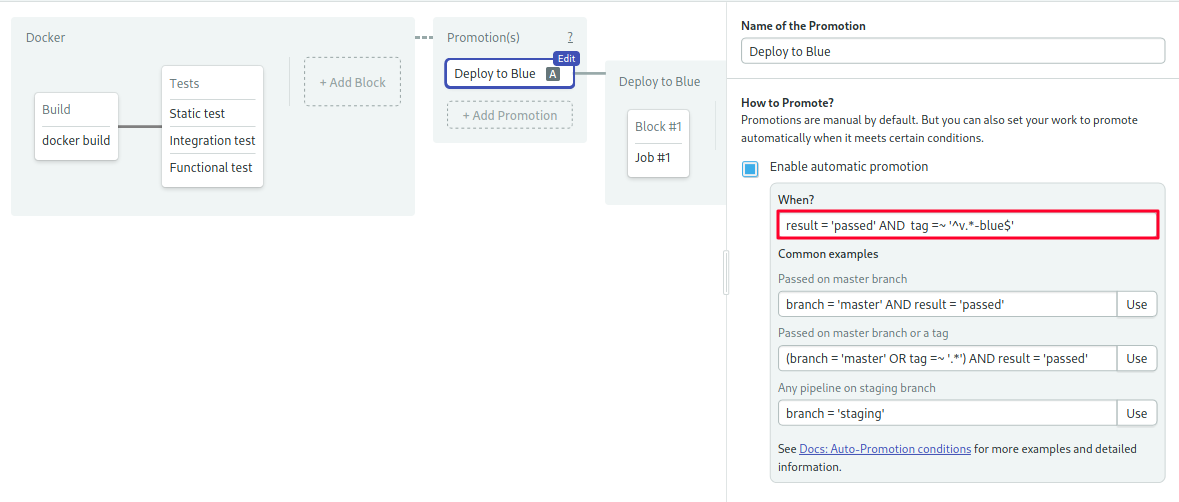 Docker
Build
docker build
Tests
Static test
Integration test
Functional test
+ Add Block
Promotion(s)
?
Edit
Deploy to Blue A
+ Add Promotion
Deploy to Blue
Block #1
Job #1
Name of the Promotion
Deploy to Blue
How to Promote?
Promotions are manual by default. But you can also set your work to promote
automatically when it meets certain conditions.
Enable automatic promotion
When?
result = 'passed' AND  tag =~ '^v.*-blue$'
Common examples
Passed on master branch
branch = 'master' AND result = 'passed'
Use
Passed on master branch or a tag
(branch = 'master' OR tag =~ '.*') AND result = 'passed'
Use
Any pipeline on staging branch
branch = 'staging'
Use
See Docs: Auto-Promotion conditions for more examples and detailed
information.